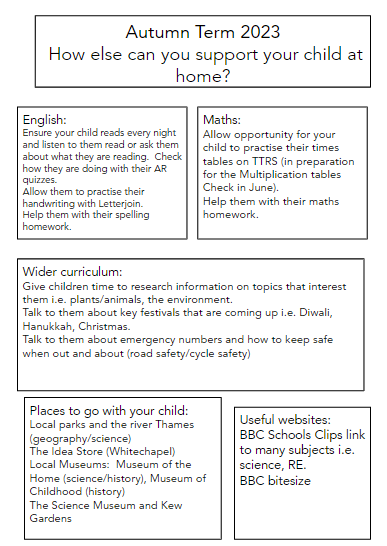 Autumn Term 2023
How else can you support your child at
home?
English:
Ensure your child reads every night
and listen to them read or ask them
about what they are reading.  Check
how they are doing with their AR
quizzes.
Allow them to practise their
handwriting with Letterjoin.
Help them with their spelling
homework.
Maths:
Allow opportunity for your
child to practise their times
tables on TTRS (in preparation
for the Multiplication tables
Check in June).
Help them with their maths
homework.
Wider curriculum:
Give children time to research information on topics that interest
them i.e. plants/animals, the environment.
Talk to them about key festivals that are coming up i.e. Diwali,
Hanukkah, Christmas.
Talk to them about emergency numbers and how to keep safe
when out and about (road safety/cycle safety)
Places to go with your child:
Local parks and the river Thames
(geography/science)
The Idea Store (Whitechapel)
Local Museums:  Museum of the
Home (science/history), Museum of
Childhood (history)
The Science Museum and Kew
Gardens
Useful websites:
BBC Schools Clips link
to many subjects i.e.
science, RE.
BBC bitesize